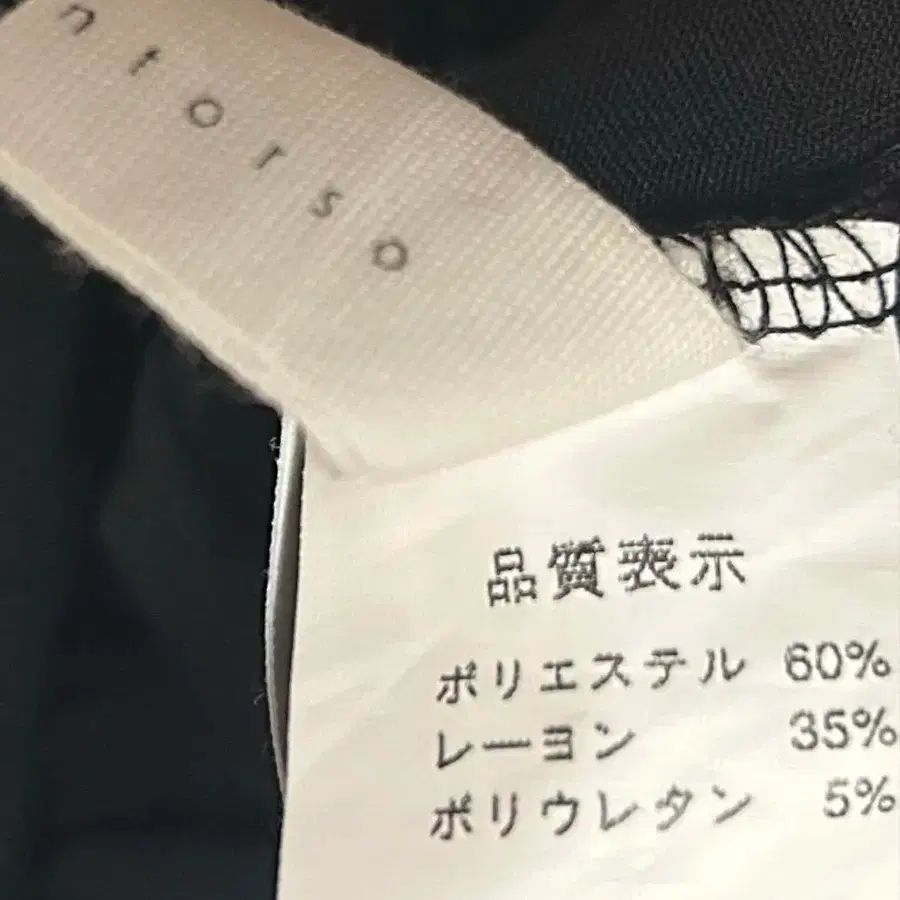 ntorso
品質表示
ポリエステル 60%
レーヨン 35%
ポリウレタン 5%